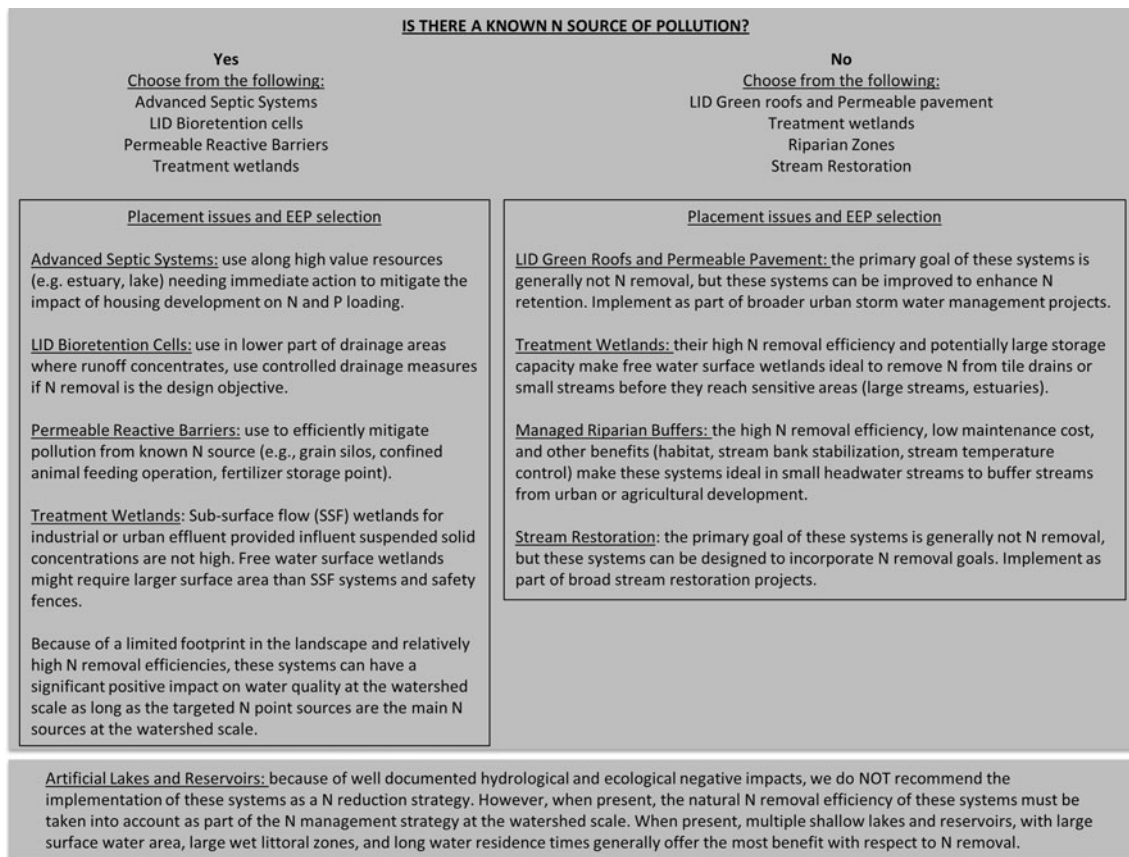 IS THERE A KNOWN N SOURCE OF POLLUTION?
Yes
Choose from the following:
Advanced Septic Systems
LID Bioretention cells
Permeable Reactive Barriers
Treatment wetlands
No
Choose from the following:
LID Green roofs and Permeable pavement
Treatment wetlands
Riparian Zones
Stream Restoration
Placement issues and EEP selection
Advanced Septic Systems: use along high value resources
(e.g. estuary, lake) needing immediate action to mitigate the
impact of housing development on N and P loading.
LID Bioretention Cells: use in lower part of drainage areas
where runoff concentrates, use controlled drainage measures
if N removal is the design objective.
Permeable Reactive Barriers: use to efficiently mitigate
pollution from known N source (e.g., grain silos, confined
animal feeding operation, fertilizer storage point).
Treatment Wetlands: Sub-surface flow (SSF) wetlands for
industrial or urban effluent provided influent suspended solid
concentrations are not high. Free water surface wetlands
might require larger surface area than SSF systems and safety
fences.
Because of a limited footprint in the landscape and relatively
high N removal efficiencies, these systems can have a
significant positive impact on water quality at the watershed
scale as long as the targeted N point sources are the main N
sources at the watershed scale.
Placement issues and EEP selection
LID Green Roofs and Permeable Pavement: the primary goal of these systems is
generally not N removal, but these systems can be improved to enhance N
retention. Implement as part of broader urban storm water management projects.
Treatment Wetlands: their high N removal efficiency and potentially large storage
capacity make free water surface wetlands ideal to remove N from tile drains or
small streams before they reach sensitive areas (large streams, estuaries).
Managed Riparian Buffers: the high N removal efficiency, low maintenance cost,
and other benefits (habitat, stream bank stabilization, stream temperature
control) make these systems ideal in small headwater streams to buffer streams
from urban or agricultural development.
Stream Restoration: the primary goal of these systems is generally not N removal,
but these systems can be designed to incorporate N removal goals. Implement as
part of broad stream restoration projects.
Artificial Lakes and Reservoirs: because of well documented hydrological and ecological negative impacts, we do NOT recommend the
implementation of these systems as a N reduction strategy. However, when present, the natural N removal efficiency of these systems must be
taken into account as part of the N management strategy at the watershed scale. When present, multiple shallow lakes and reservoirs, with large
surface water area, large wet littoral zones, and long water residence times generally offer the most benefit with respect to N removal.